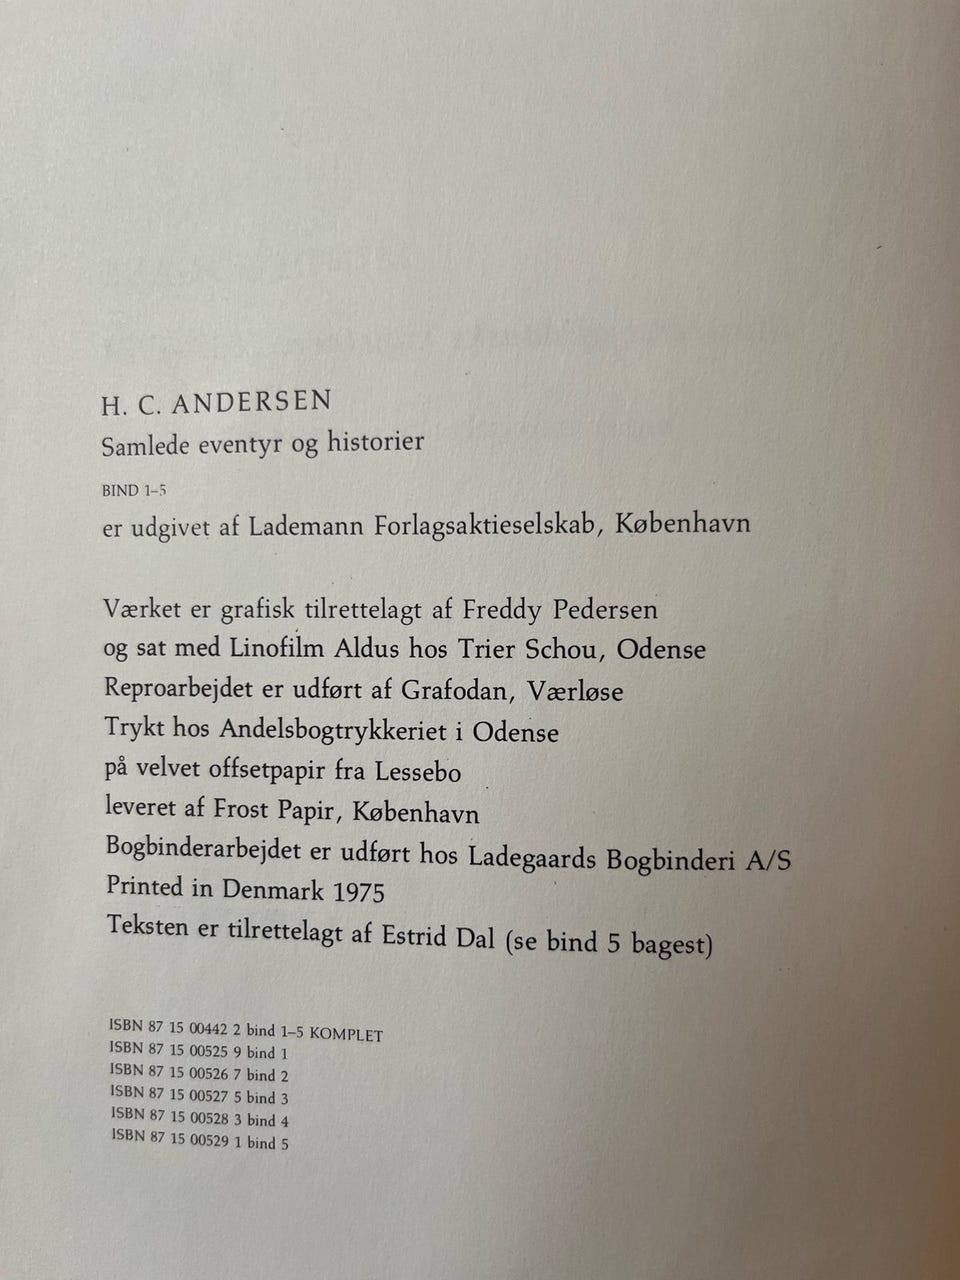 H. C. ANDERSEN
Samlede eventyr og historier
BIND 1–5
er udgivet af Lademann Forlagsaktieselskab, København
Værket er grafisk tilrettelagt af Freddy Pedersen
og sat med Linofilm Aldus hos Trier Schou, Odense
Reproarbejdet er udført af Grafodan, Værløse
Trykt hos Andelsbogtrykkeriet i Odense
på velvet offsetpapir fra Lessebo
leveret af Frost Papir, København
Bogbinderarbejdet er udført hos Ladegaards Bogbinderi A/S
Printed in Denmark 1975
Teksten er tilrettelagt af Estrid Dal (se bind 5 bagest)
ISBN 87 15 00442 2 bind 1–5 KOMPLET
ISBN 87 15 00525 9 bind 1
ISBN 87 15 00526 7 bind 2
ISBN 87 15 00527 5 bind 3
ISBN 87 15 00528 3 bind 4
ISBN 87 15 00529 1 bind 5